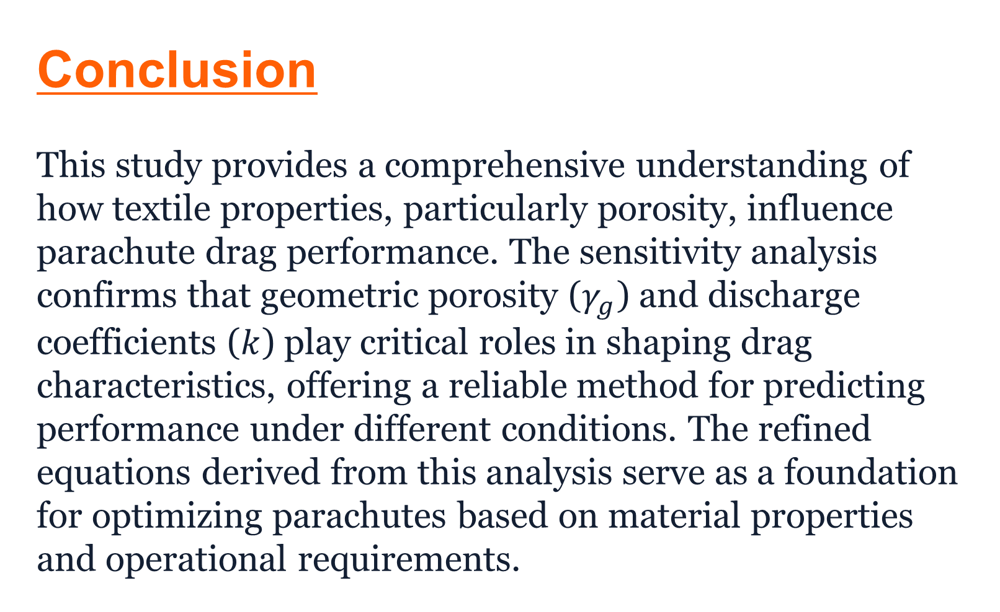 Conclusion
This study provides a comprehensive understanding of
how textile properties, particularly porosity, influence
parachute drag performance. The sensitivity analysis
confirms that geometric porosity (γ_g) and discharge
coefficients (k) play critical roles in shaping drag
characteristics, offering a reliable method for predicting
performance under different conditions. The refined
equations derived from this analysis serve as a foundation
for optimizing parachutes based on material properties
and operational requirements.